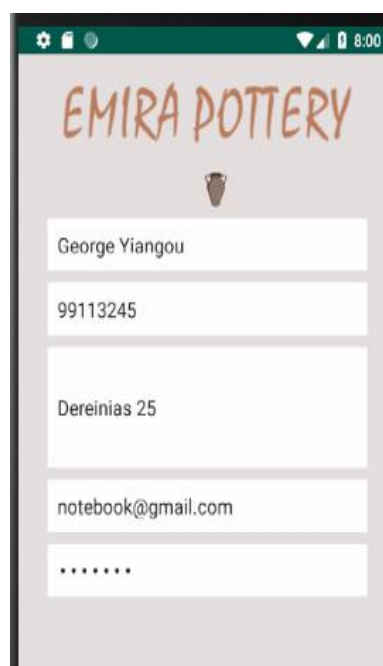 8:00
EMIRA POTTERY
George Yiangou
99113245
Dereinias 25
notebook@gmail.com
•••••••